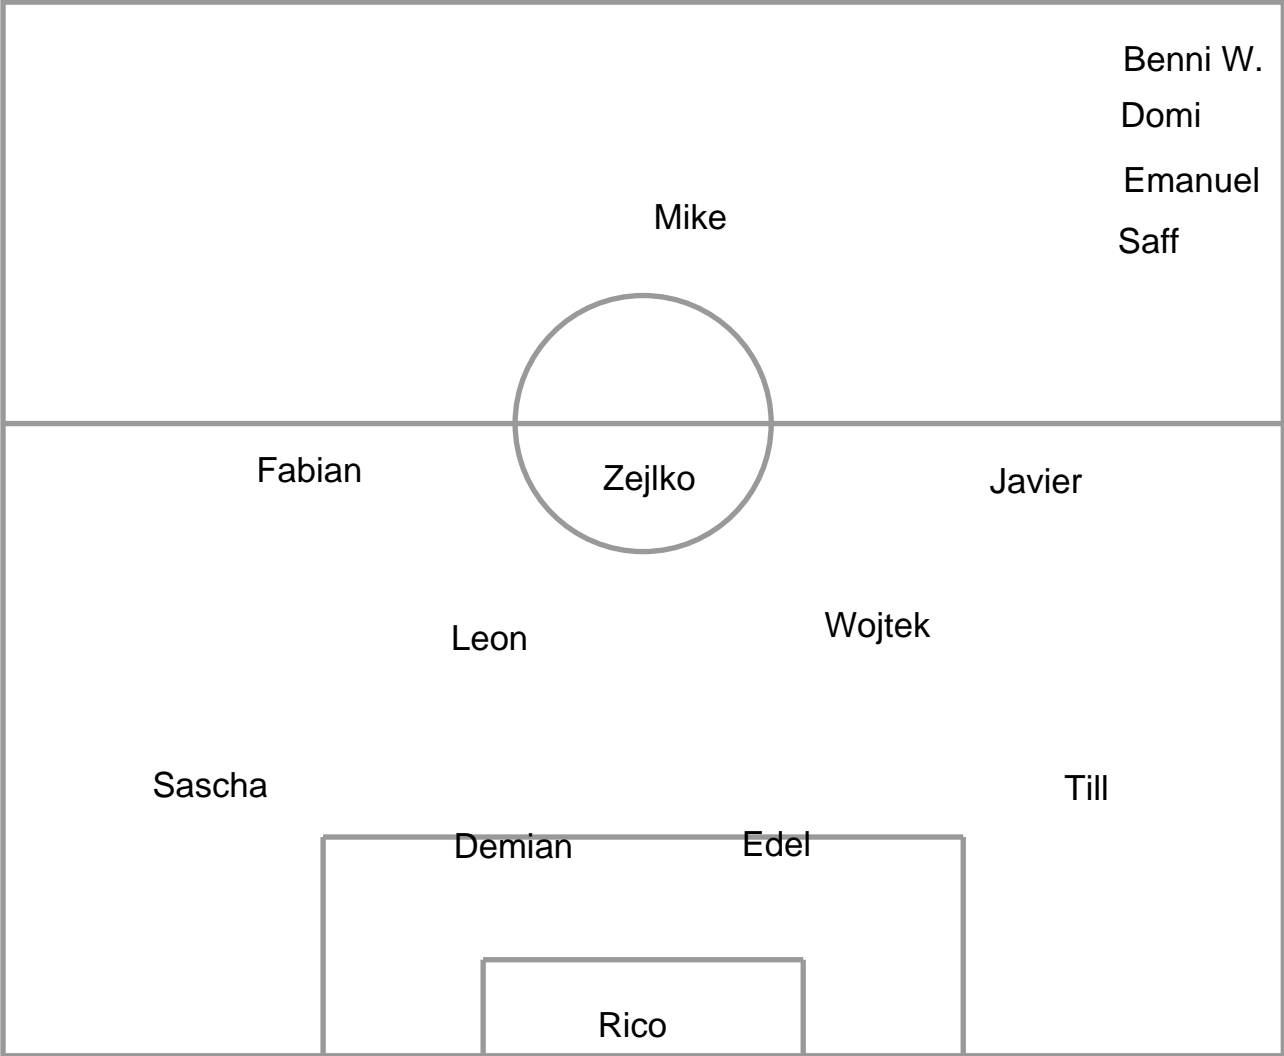 Benni W.
Domi
Emanuel
Mike
Saff
Fabian
Zejlko
Javier
Leon
Wojtek
Sascha
Till
Demian
Edel
Rico